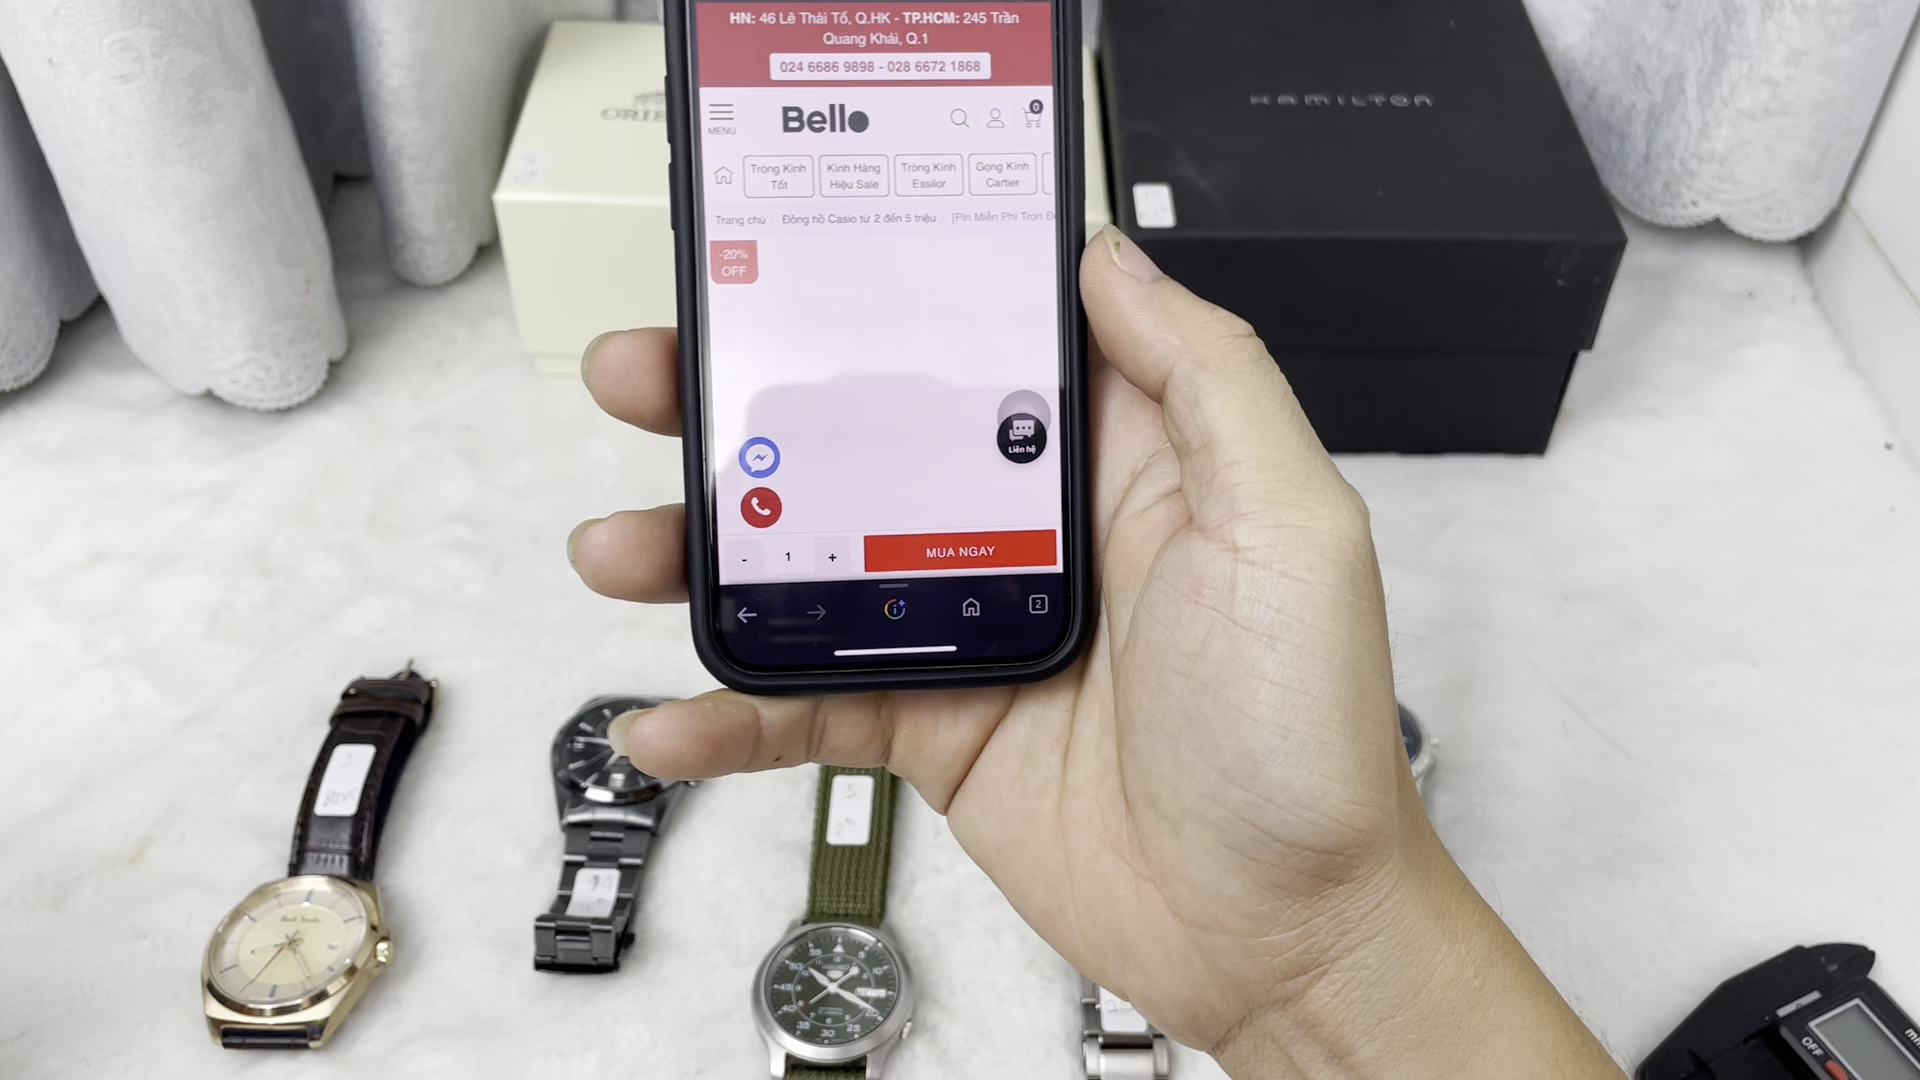 HN: 46 Lê Thái Tổ, Q.HK - TP.HCM: 245 Trần
Quang Khải, Q.1
024 6686 9898 - 028 6672 1868
MENU
Bello
0
Tròng Kính
Tốt
Kính Hàng
Hiệu Sale
Tròng Kính
Essilor
Gọng Kính
Cartier
Trang chủ / Đồng hồ Casio từ 2 đến 5 triệu / [Pin Miễn Phí Trọn
-20%
OFF
Liên hệ
- 1 +
MUA NGAY
2
ORIE
HAMILTON
5
OFF